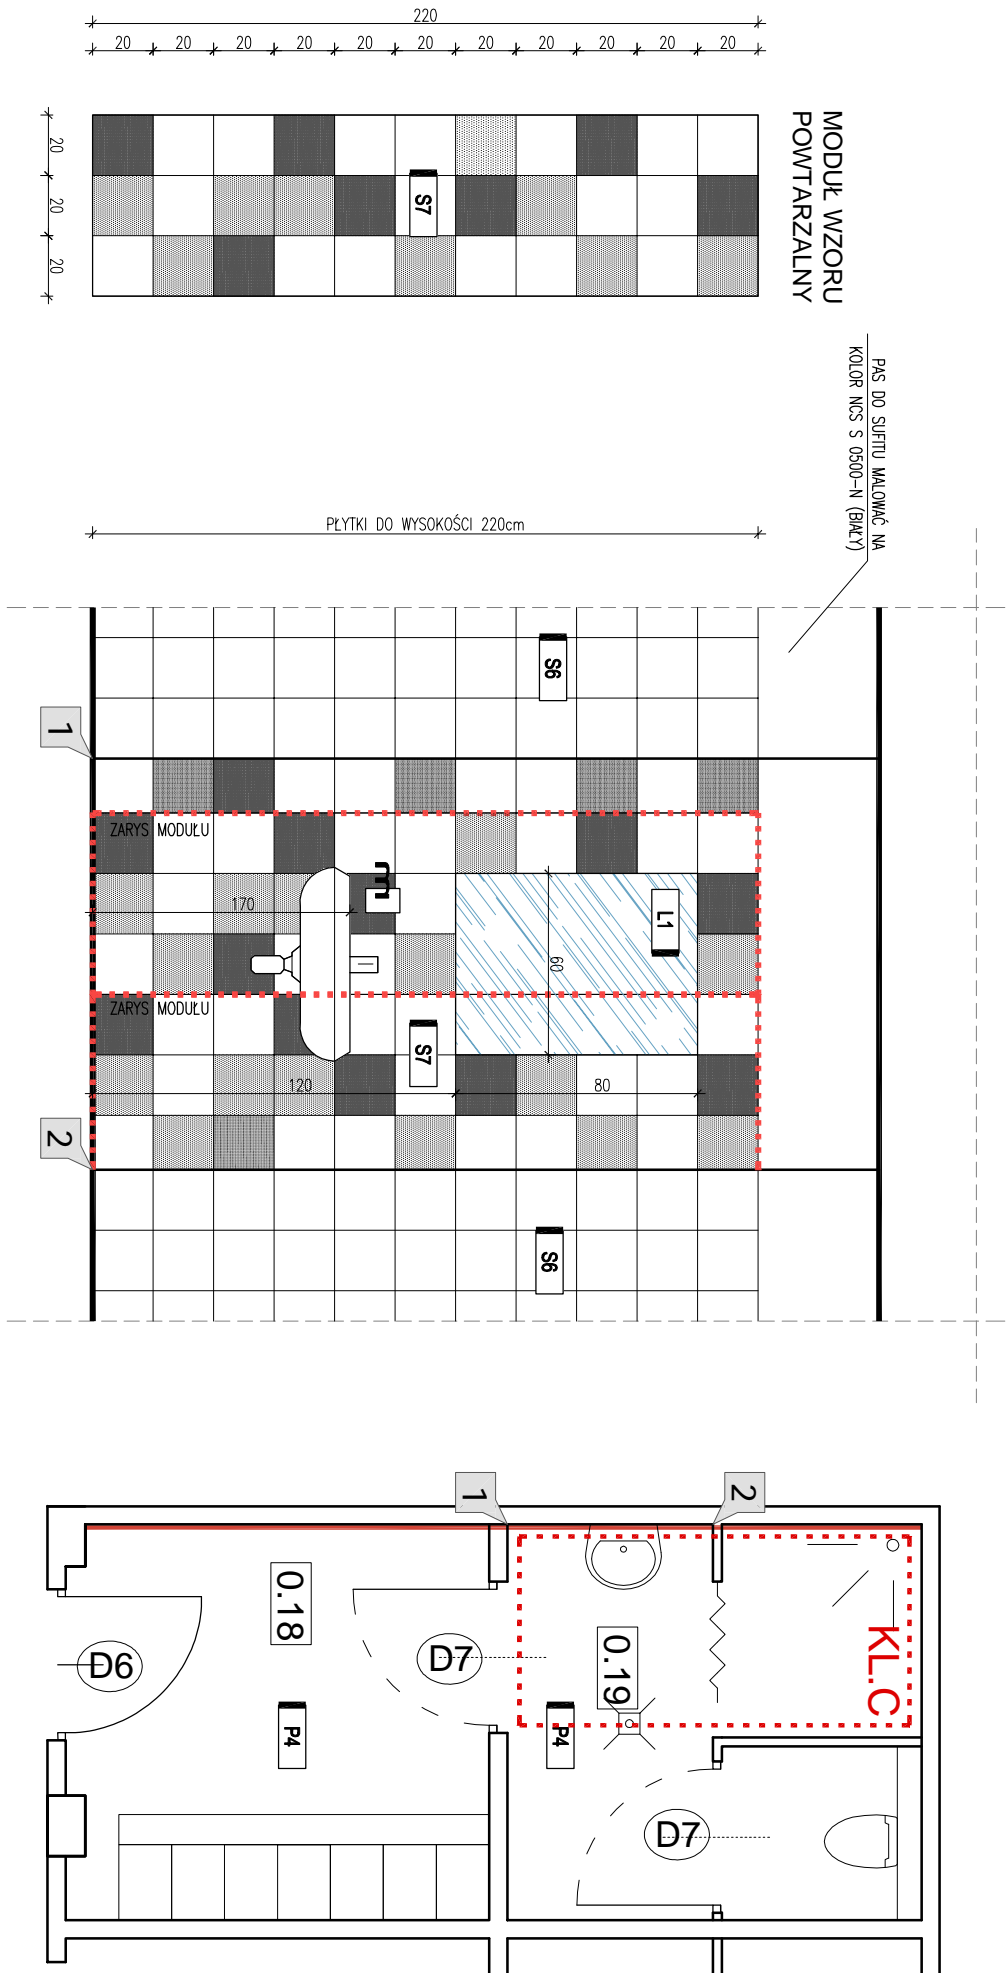 220
20 20 20 20 20 20 20 20 20 20 20
MODUŁ WZORU
POWTARZALNY
20
20
20
S7
PAS DO SUFITU MALOWAĆ NA
KOLOR NCS S 0500-N (BIAŁY)
PŁYTKI DO WYSOKOŚCI 220cm
S6
1
ZARYS MODUŁU
170
m
L1
60
ZARYS MODUŁU
S7
120
80
2
S6
1
2
0.18
D6
D7
0.19
KL.C
P4
P4
D7